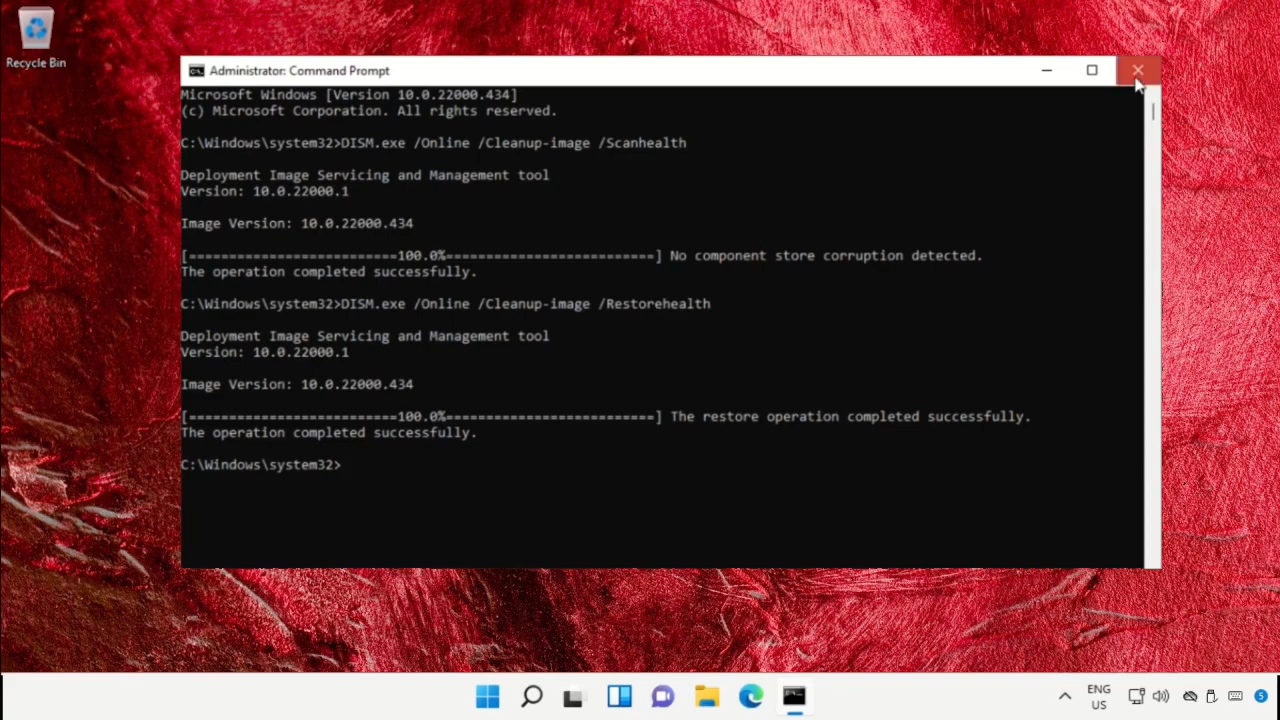 Recycle Bin
Administrator: Command Prompt
Microsoft Windows [Version 10.0.22000.434]
(c) Microsoft Corporation. All rights reserved.
C:\Windows\system32>DISM.exe /Online /Cleanup-image /Scanhealth
Deployment Image Servicing and Management tool
Version: 10.0.22000.1
Image Version: 10.0.22000.434
[==========================100.0%==========================] No component store corruption detected.
The operation completed successfully.
C:\Windows\system32>DISM.exe /Online /Cleanup-image /Restorehealth
Deployment Image Servicing and Management tool
Version: 10.0.22000.1
Image Version: 10.0.22000.434
[==========================100.0%==========================] The restore operation completed successfully.
The operation completed successfully.
C:\Windows\system32>
ENG
US
5